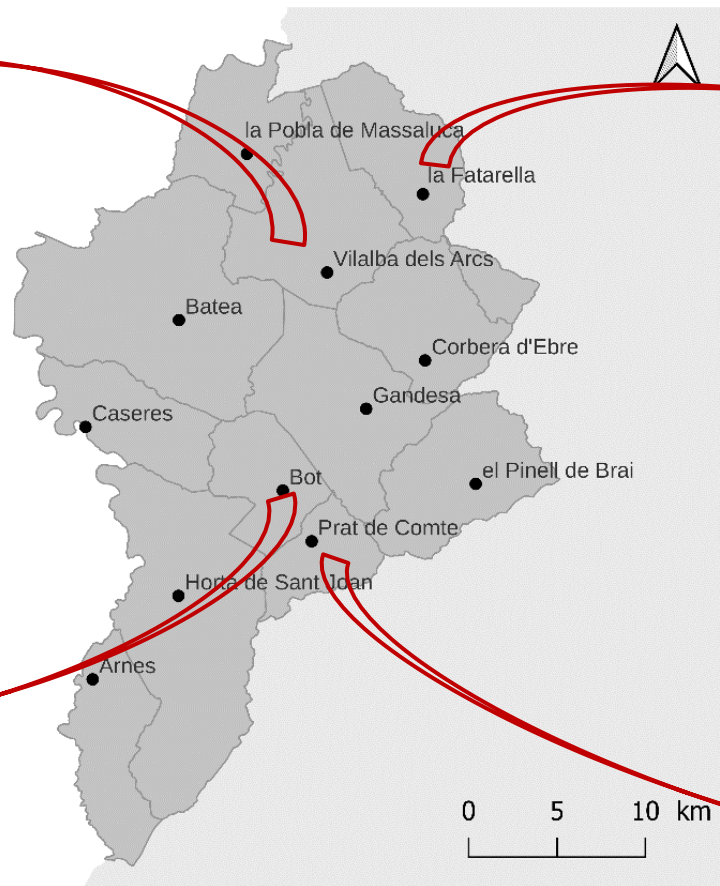 la Pobla de Massaluca
la Fatarella
Vilalba dels Arcs
Batea
Corbera d'Ebre
Gandesa
Caseres
el Pinell de Brai
Bot
Prat de Comte
Horta de Sant Joan
Arnes
0 5 10 km